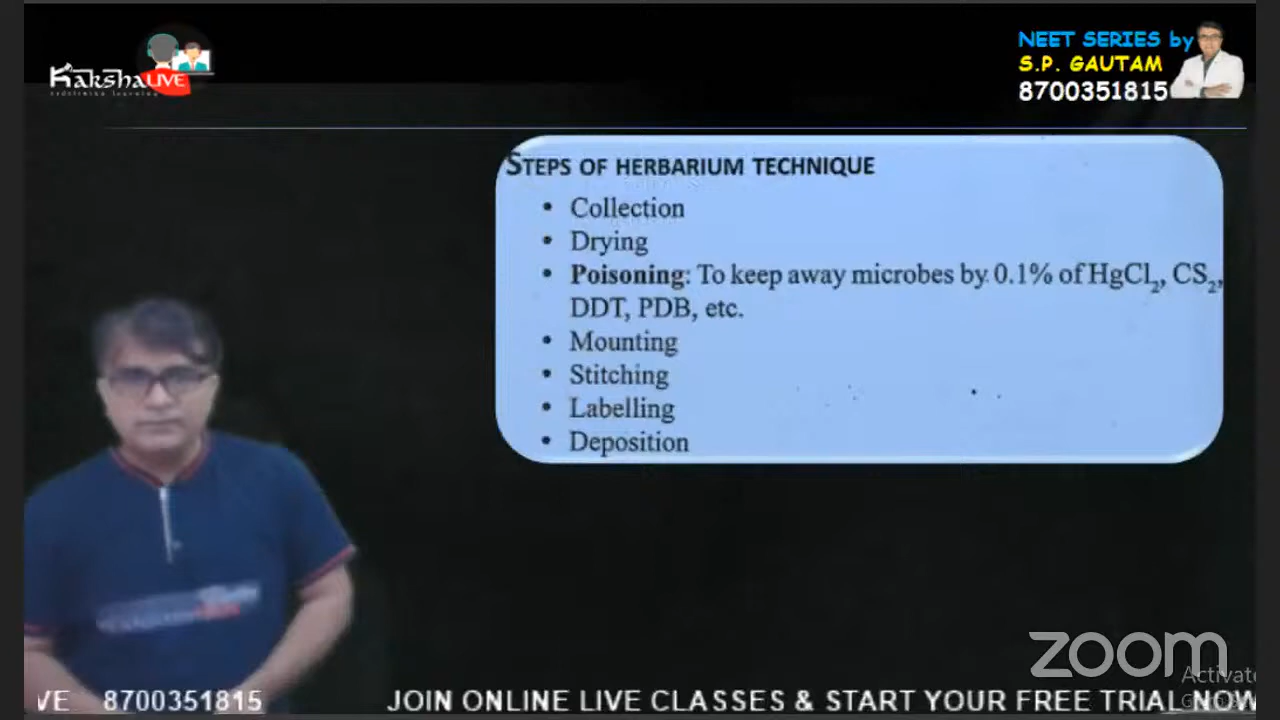 KakshaLIVE
NEET SERIES by
S.P. GAUTAM
8700351815
STEPS OF HERBARIUM TECHNIQUE
• Collection
• Drying
• Poisoning: To keep away microbes by 0.1% of HgCl₂, CS₂,
DDT, PDB, etc.
• Mounting
• Stitching
• Labelling
• Deposition
zoom
Activate
VE 8700351815 JOIN ONLINE LIVE CLASSES & START YOUR FREE TRIAL NOW